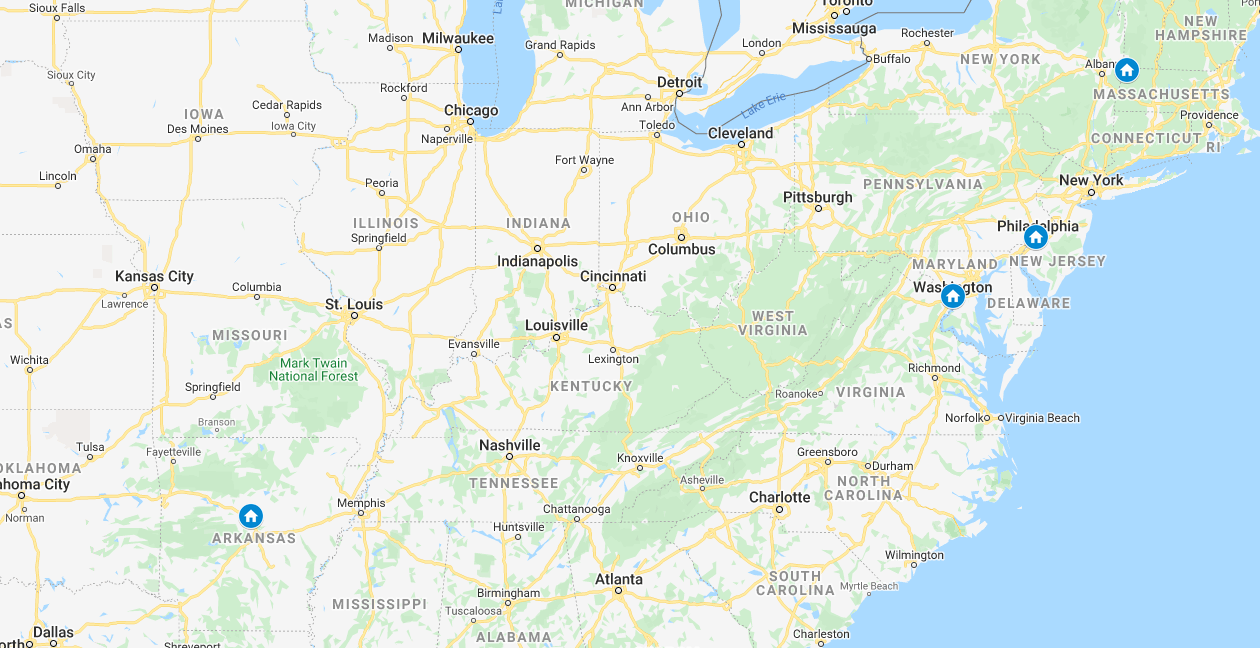 Sioux Falls
MICHIGAN
Toronto
Mississauga
NEW
HAMPSHIRE
Madison
Milwaukee
Grand Rapids
London
Rochester
Buffalo
NEW YORK
Alban
MASSACHUSETTS
Sioux City
Rockford
Detroit
Ann Arbor
Lake Erie
IOWA
Cedar Rapids
Iowa City
Des Moines
Chicago
Naperville
Toledo
Cleveland
Providence
CONNECTICUT
RI
Omaha
Lincoln
Fort Wayne
Peoria
Pittsburgh
PENNSYLVANIA
New York
ILLINOIS
Springfield
INDIANA
Indianapolis
OHIO
Columbus
Philadelphia
MARYLAND
NEW JERSEY
Kansas City
Lawrence
Columbia
St. Louis
Cincinnati
Washington
DELAWARE
WEST
VIRGINIA
MISSOURI
Louisville
Evansville
Lexington
Wichita
Mark Twain
National Forest
Springfield
KENTUCKY
Richmond
Roanoke
VIRGINIA
Norfolk
Virginia Beach
Branson
Tulsa
Fayetteville
Nashville
TENNESSEE
Knoxville
Greensboro
Durham
Asheville
NORTH
CAROLINA
OKLAHOMA
homa City
Norman
Memphis
Chattanooga
Charlotte
ARKANSAS
Huntsville
Wilmington
Atlanta
SOUTH
CAROLINA
Myrtle Beach
MISSISSIPPI
Birmingham
Tuscaloosa
ALABAMA
Charleston
Dallas
Shreveport